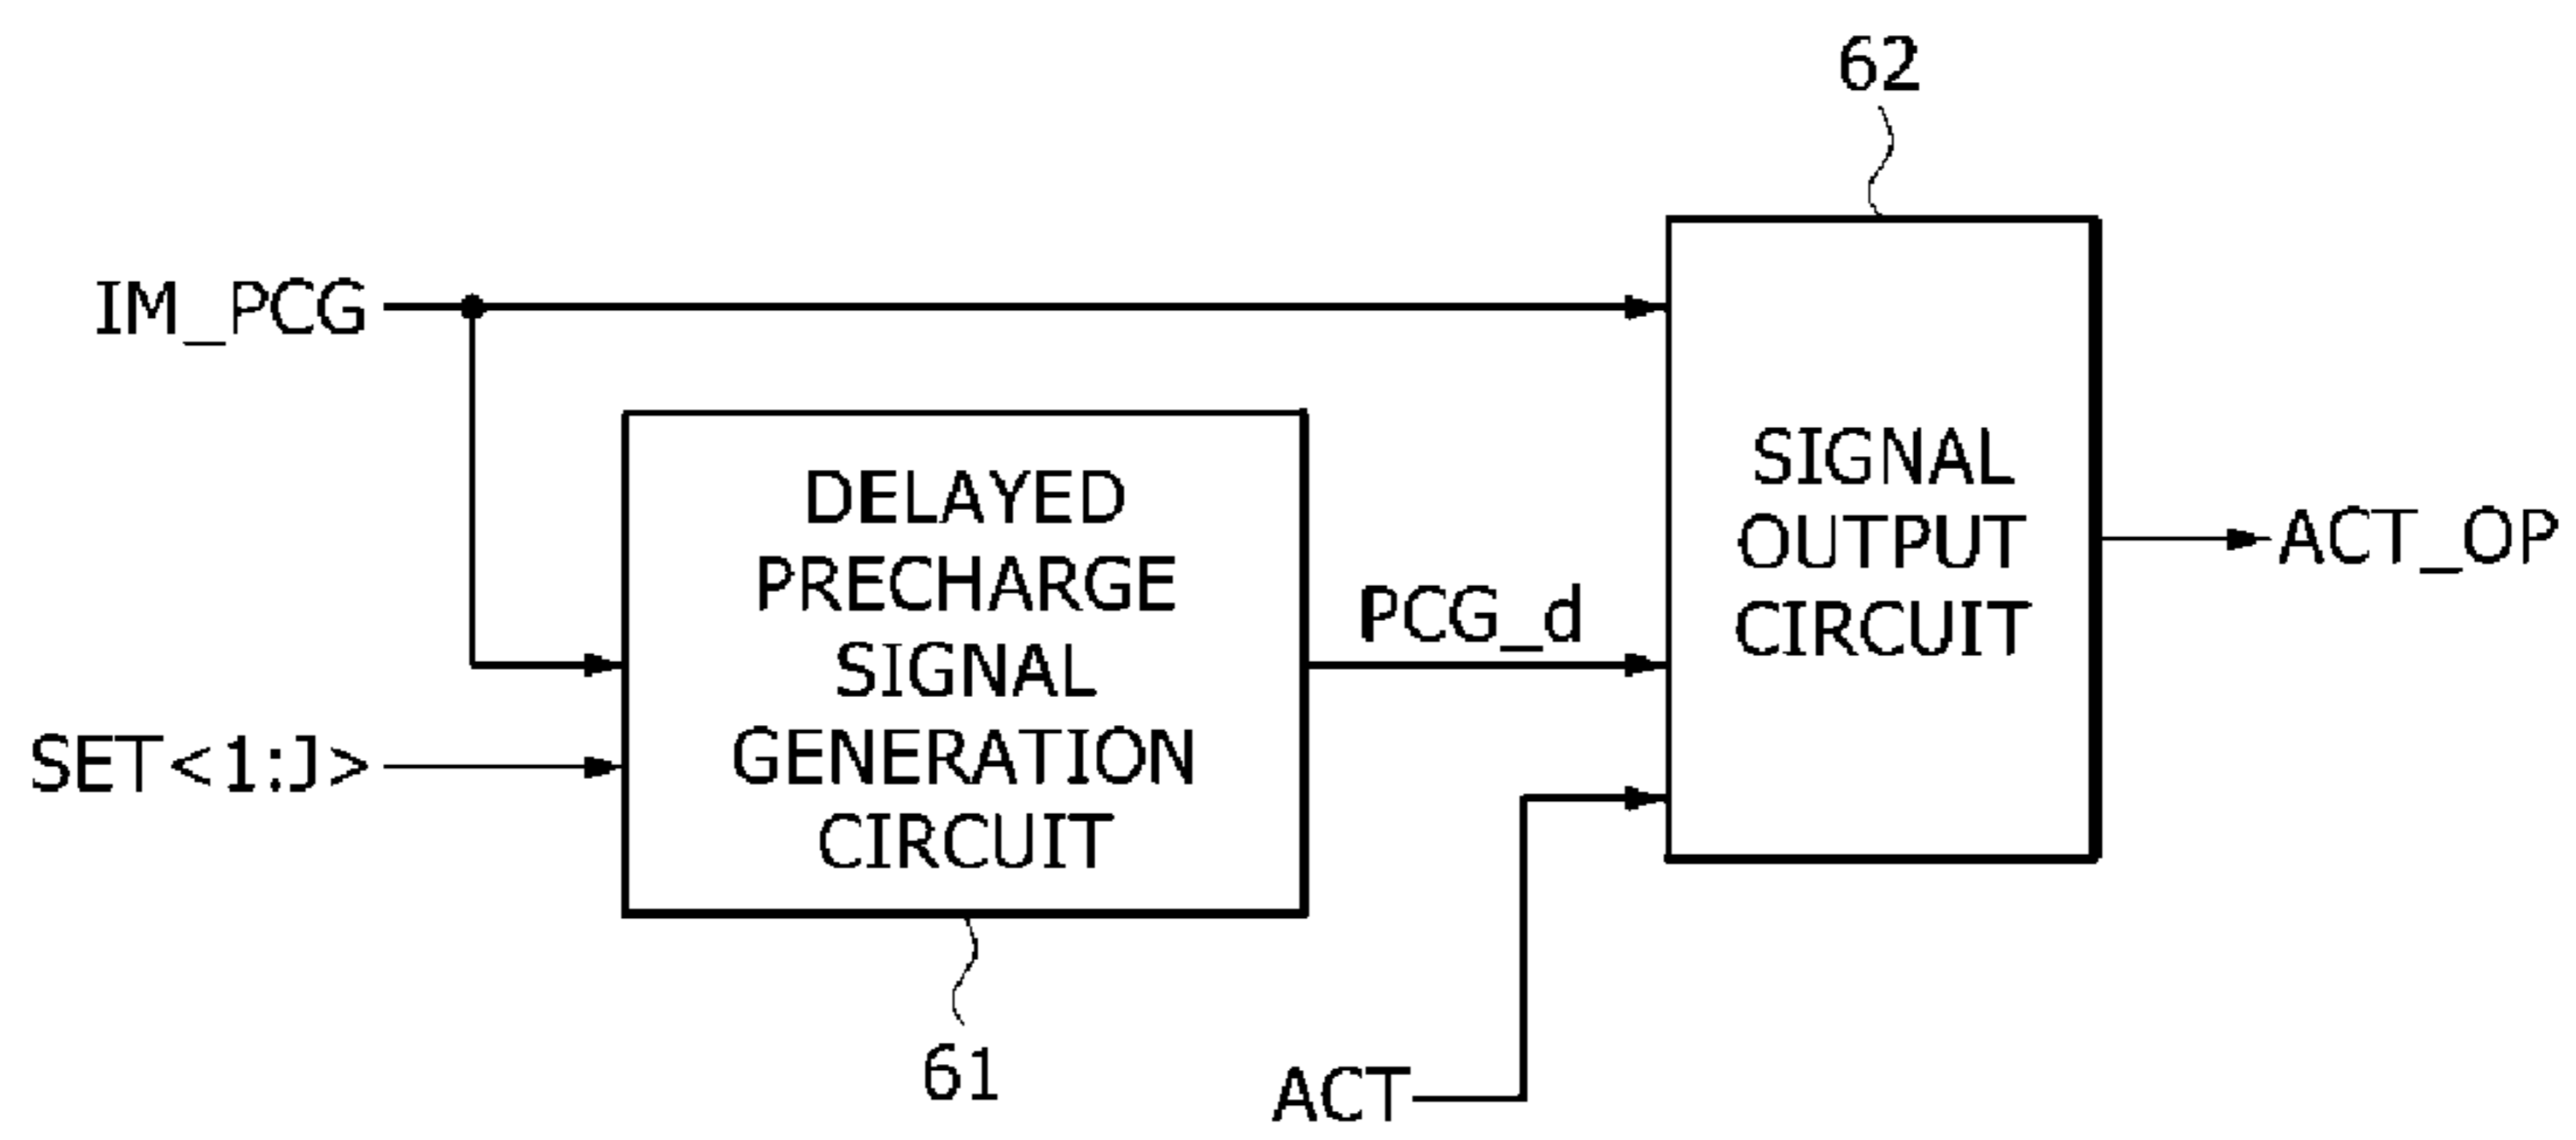 62
IM_PCG
SIGNAL
OUTPUT
CIRCUIT
ACT_OP
DELAYED
PRECHARGE
SIGNAL
GENERATION
CIRCUIT
PCG_d
SET<1:J>
61
ACT